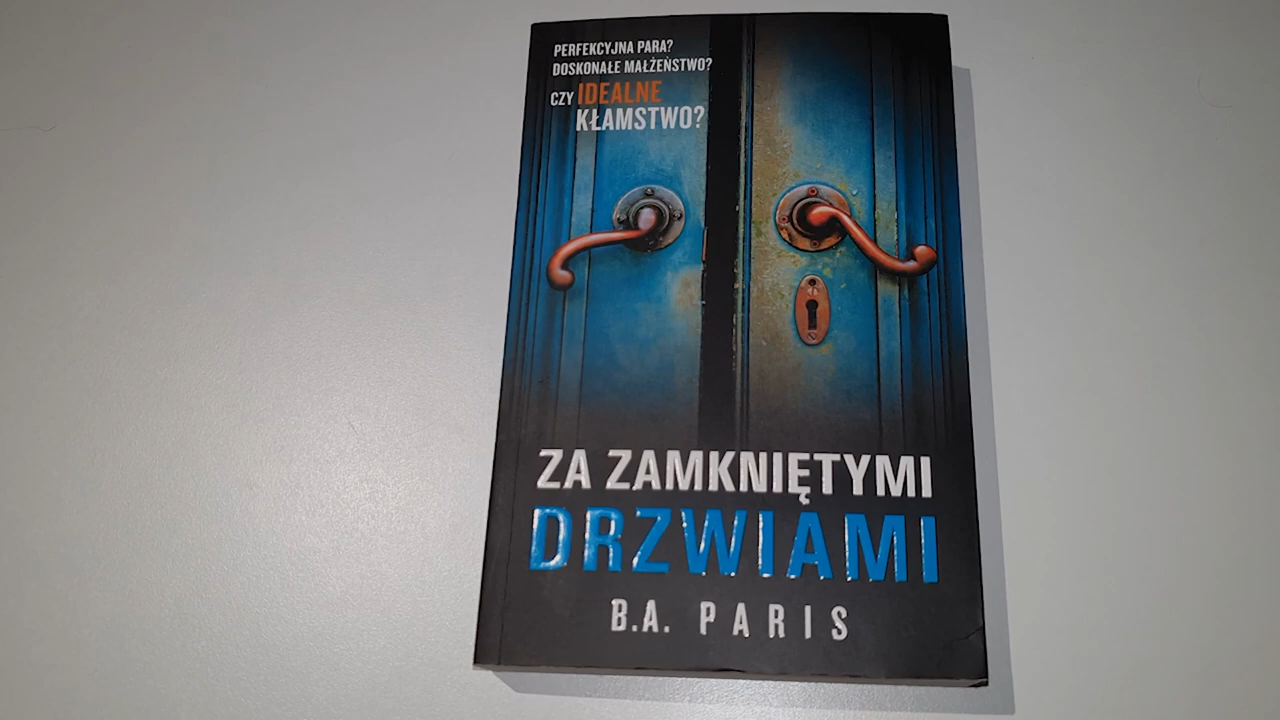 PERFEKCYJNA PARA?
DOSKONAŁE MAŁŻEŃSTWO?
CZY IDEALNE
KŁAMSTWO?
ZA ZAMKNIĘTYMI
DRZWIAMI
B.A. PARIS